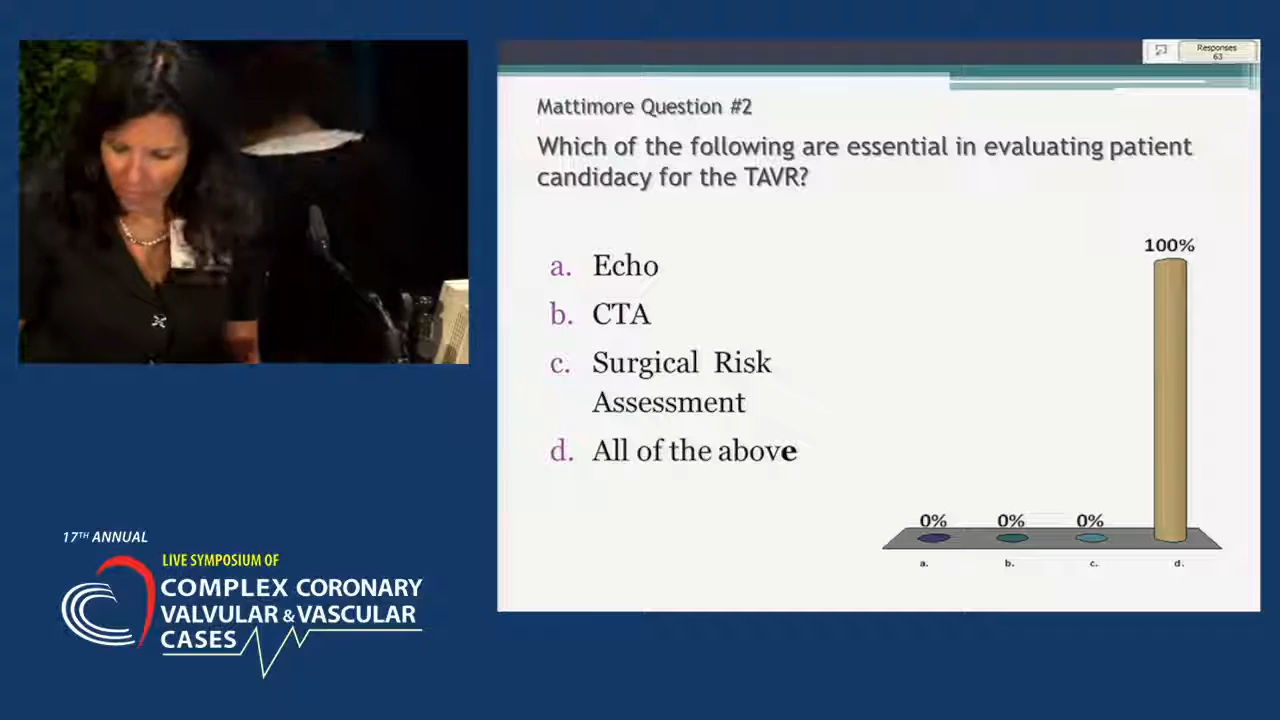 Responses
63
Mattimore Question #2
Which of the following are essential in evaluating patient
candidacy for the TAVR?
a. Echo
b. CTA
c. Surgical Risk
Assessment
d. All of the above
100%
0% 0% 0%
a. b. c. d.
17TH ANNUAL
LIVE SYMPOSIUM OF
COMPLEX CORONARY
VALVULAR & VASCULAR
CASES